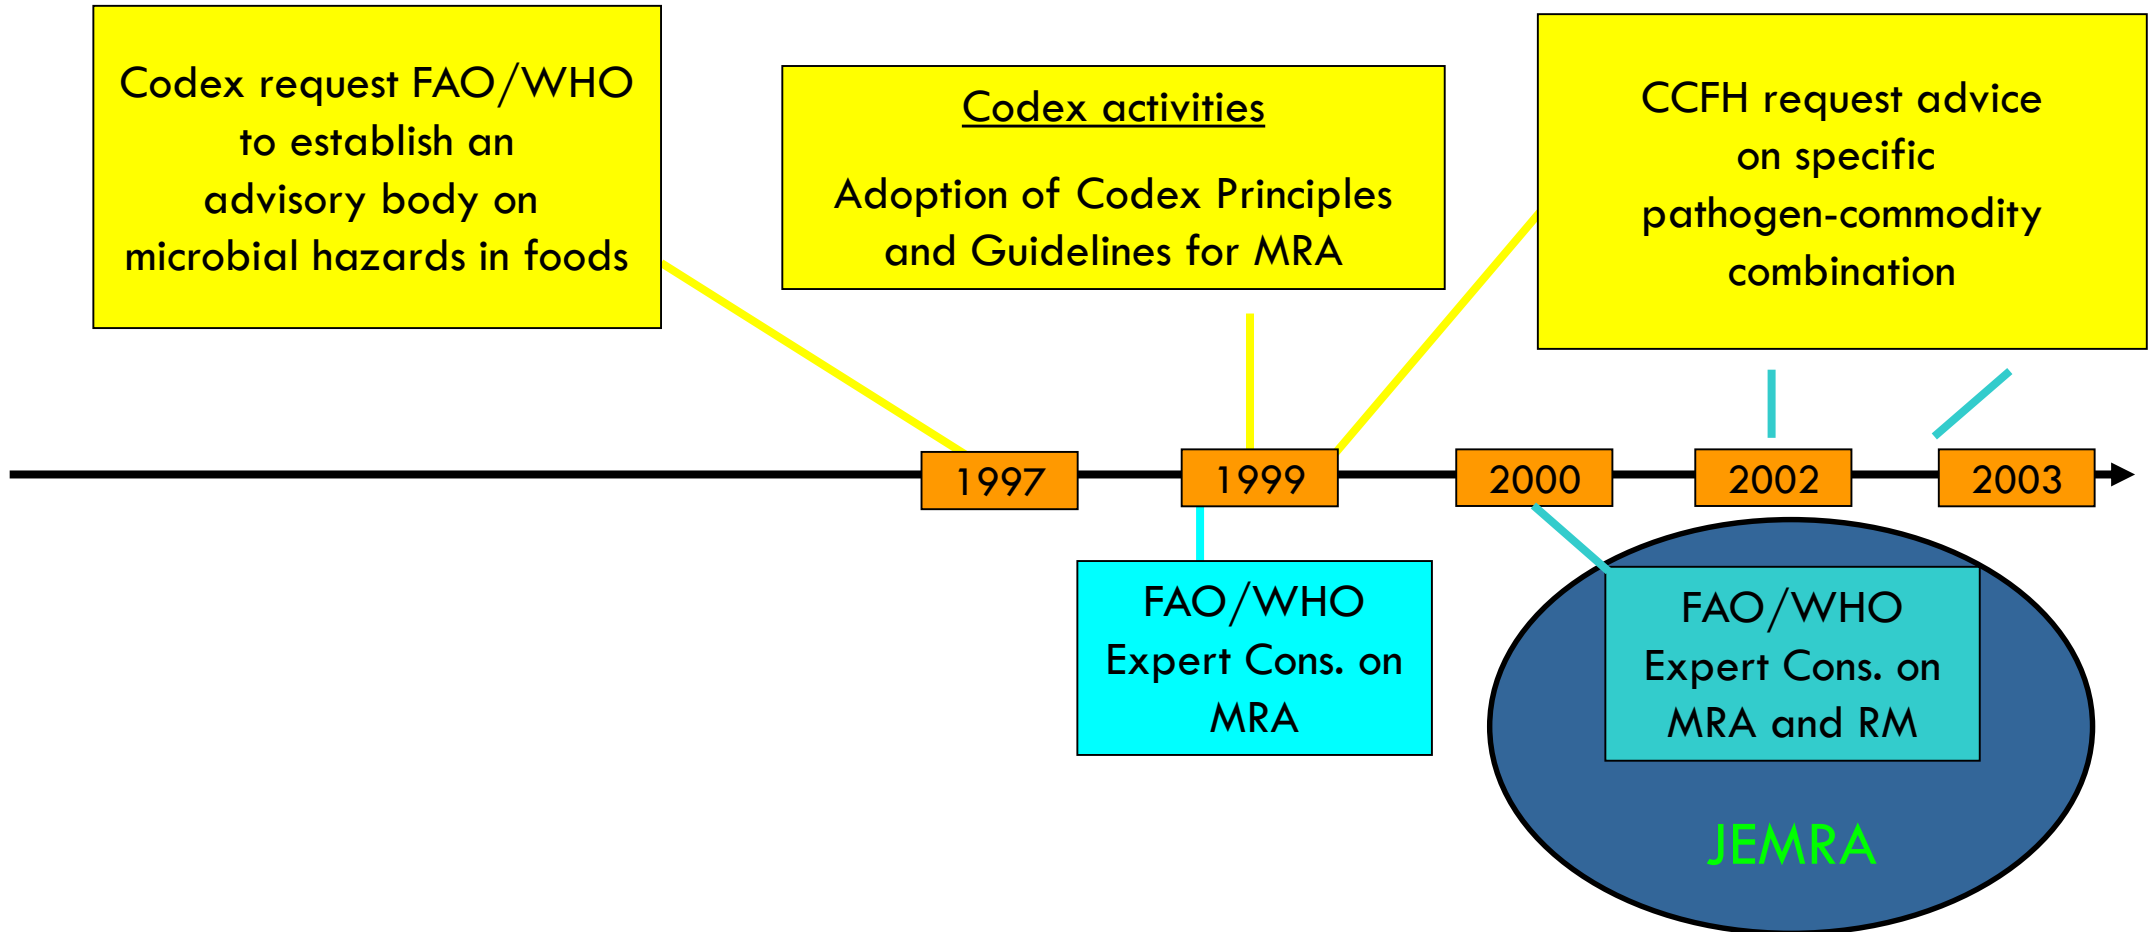 Codex request FAO/WHO
to establish an
advisory body on
microbial hazards in foods
Codex activities
Adoption of Codex Principles
and Guidelines for MRA
CCFH request advice
on specific
pathogen-commodity
combination
1997
1999
2000
2002
2003
FAO/WHO
Expert Cons. on
MRA
FAO/WHO
Expert Cons. on
MRA and RM
JEMRA